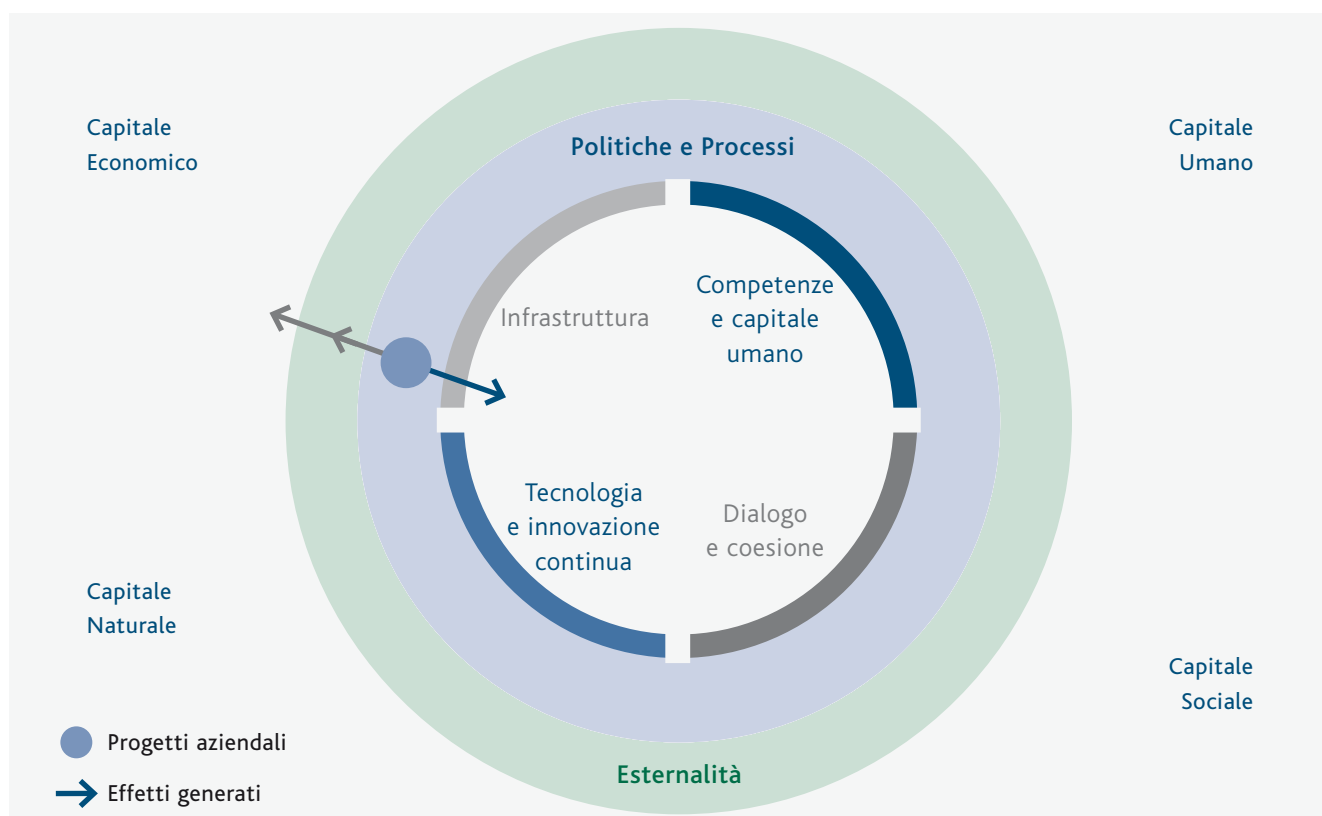 Capitale
Economico
Capitale
Umano
Politiche e Processi
Infrastruttura
Competenze
e capitale
umano
Tecnologia
e innovazione
continua
Dialogo
e coesione
Capitale
Naturale
Capitale
Sociale
Esternalità
Progetti aziendali
Effetti generati